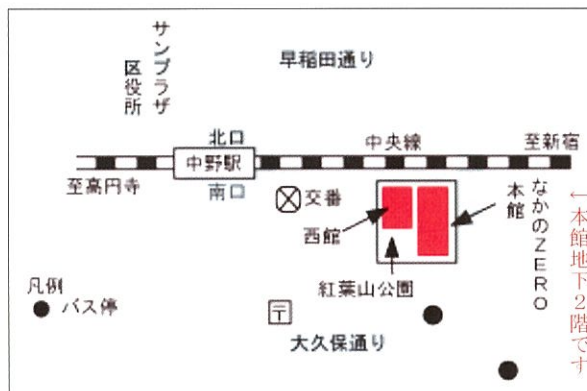 サンプラザ
区役所
早稲田通り
北口
中央線
至新宿
中野駅
至高円寺
南口
交番
西館
本館
なかのZERO
←本館地下2階です
紅葉山公園
凡例
バス停
〒
大久保通り